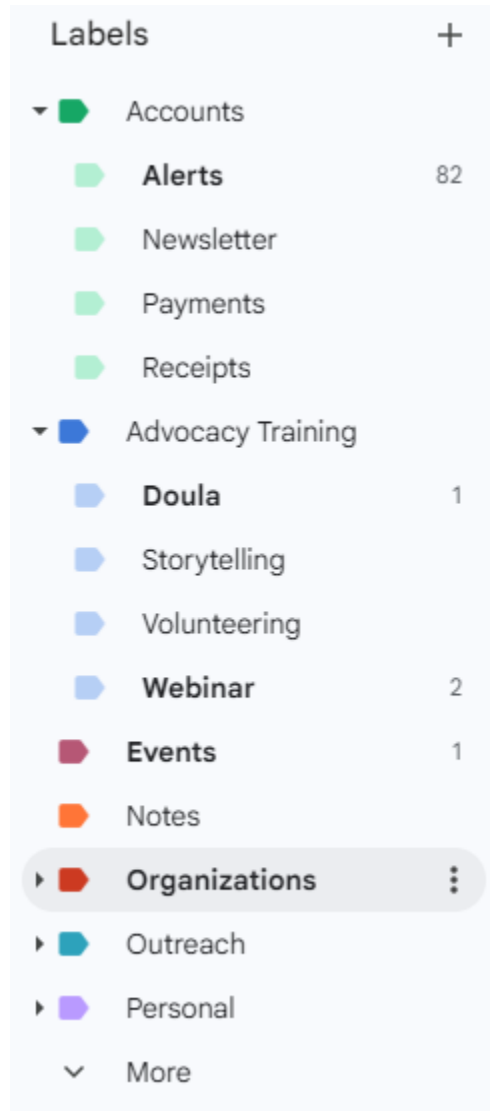 Labels +
Accounts
Alerts 82
Newsletter
Payments
Receipts
Advocacy Training
Doula 1
Storytelling
Volunteering
Webinar 2
Events 1
Notes
Organizations
Outreach
Personal
More